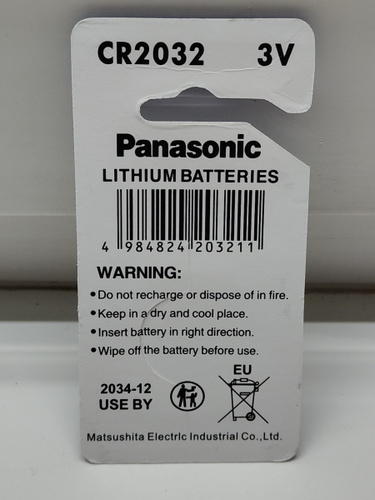 CR2032 3V
Panasonic
LITHIUM BATTERIES
4 984824 203211
WARNING:
•Do not recharge or dispose of in fire.
•Keep in a dry and cool place.
•Insert battery in right direction.
•Wipe off the battery before use.
EU
2034-12
USE BY
Matsushita Electrlc Industrial Co.,Ltd.